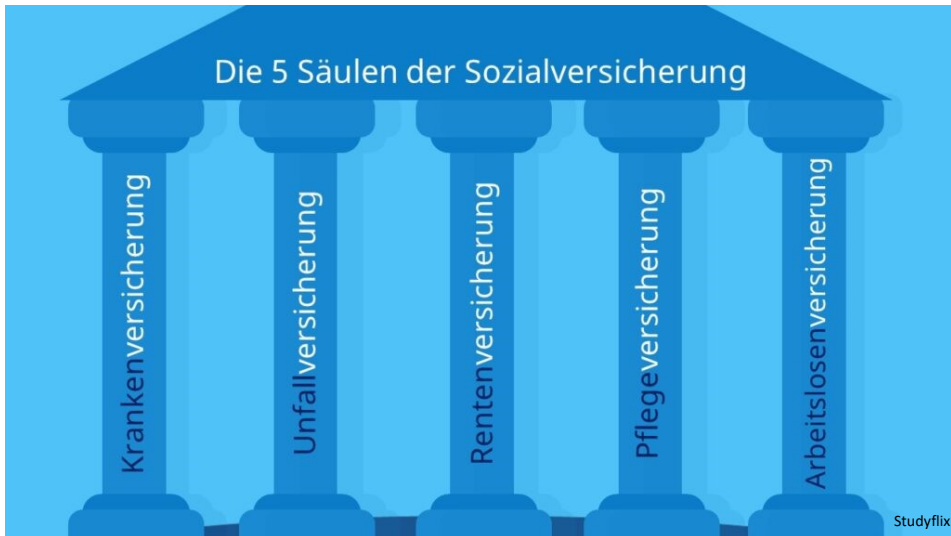 Die 5 Säulen der Sozialversicherung
Krankenversicherung
Unfallversicherung
Rentenversicherung
Pflegeversicherung
Arbeitslosenversicherung
Studyflix